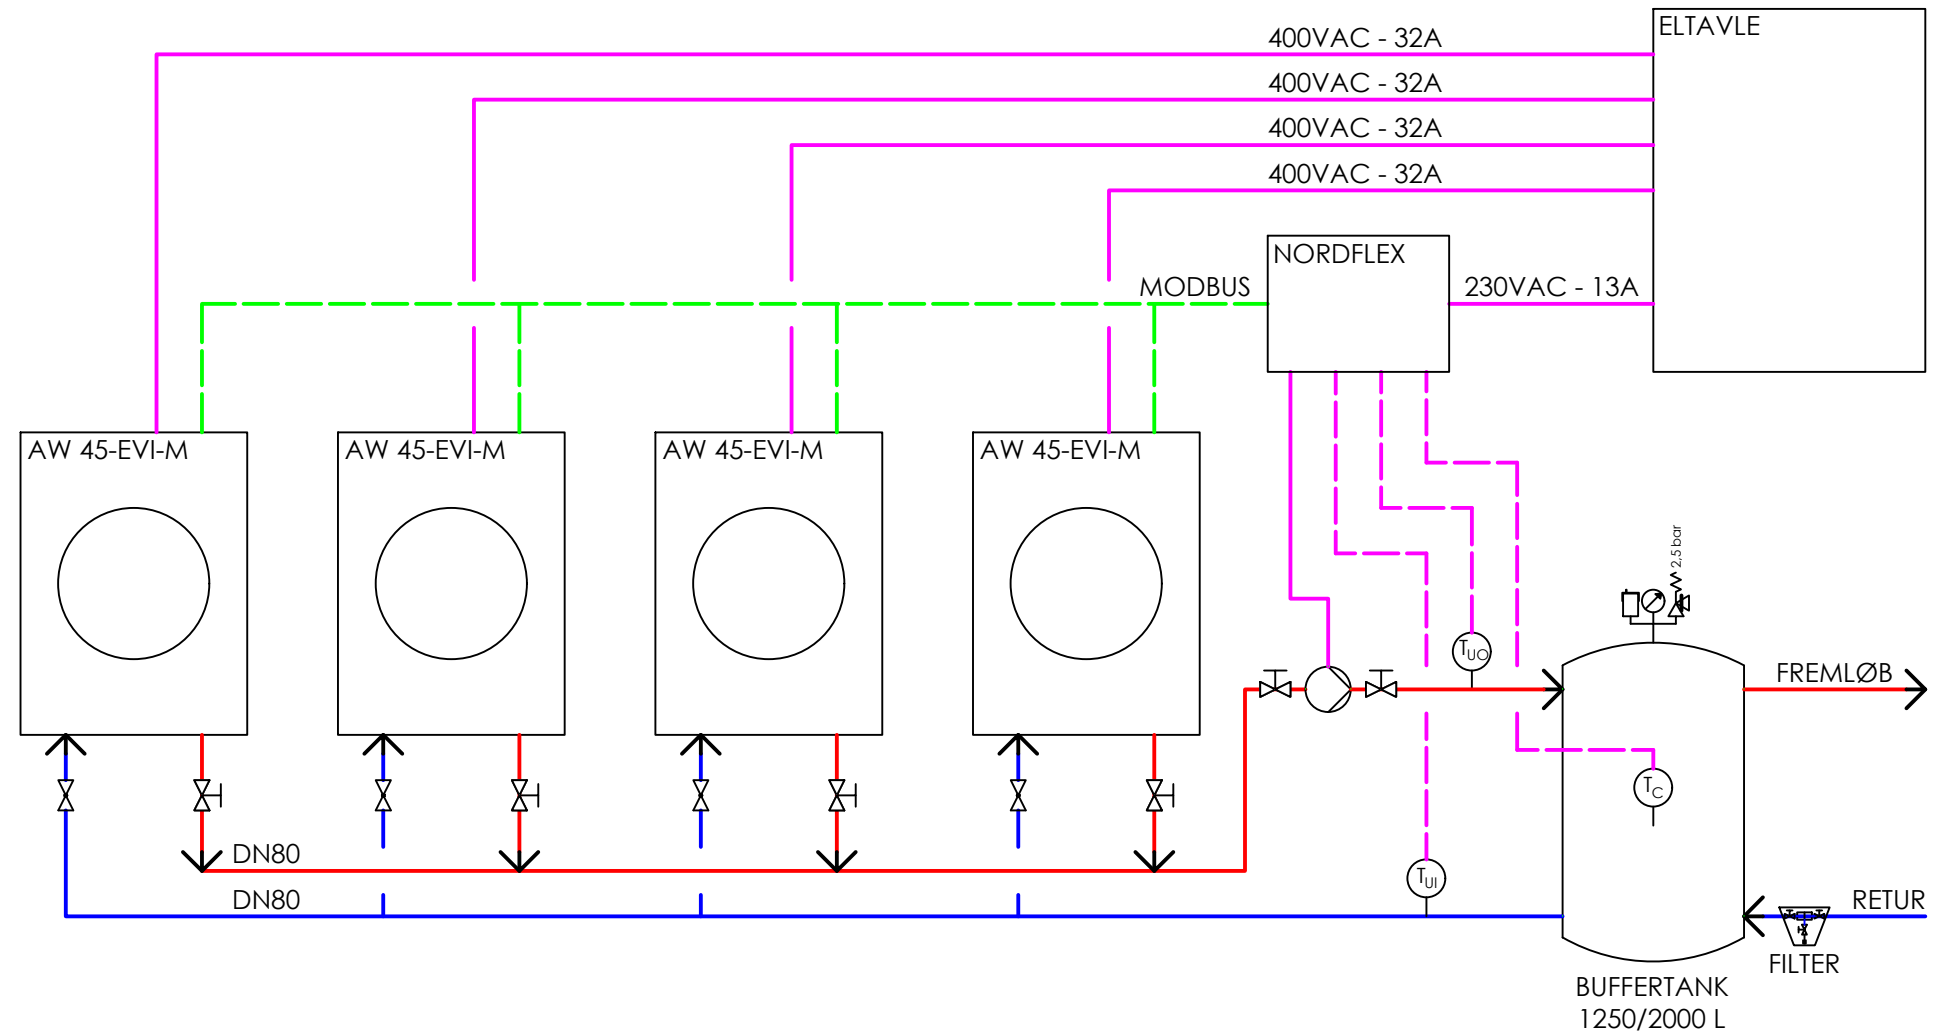 ELTAVLE
400VAC - 32A
400VAC - 32A
400VAC - 32A
400VAC - 32A
NORDFLEX
MODBUS
230VAC - 13A
AW 45-EVI-M
AW 45-EVI-M
AW 45-EVI-M
AW 45-EVI-M
2,5 bar
TUO
FREMLØB
TC
DN80
TUI
DN80
RETUR
FILTER
BUFFERTANK
1250/2000 L